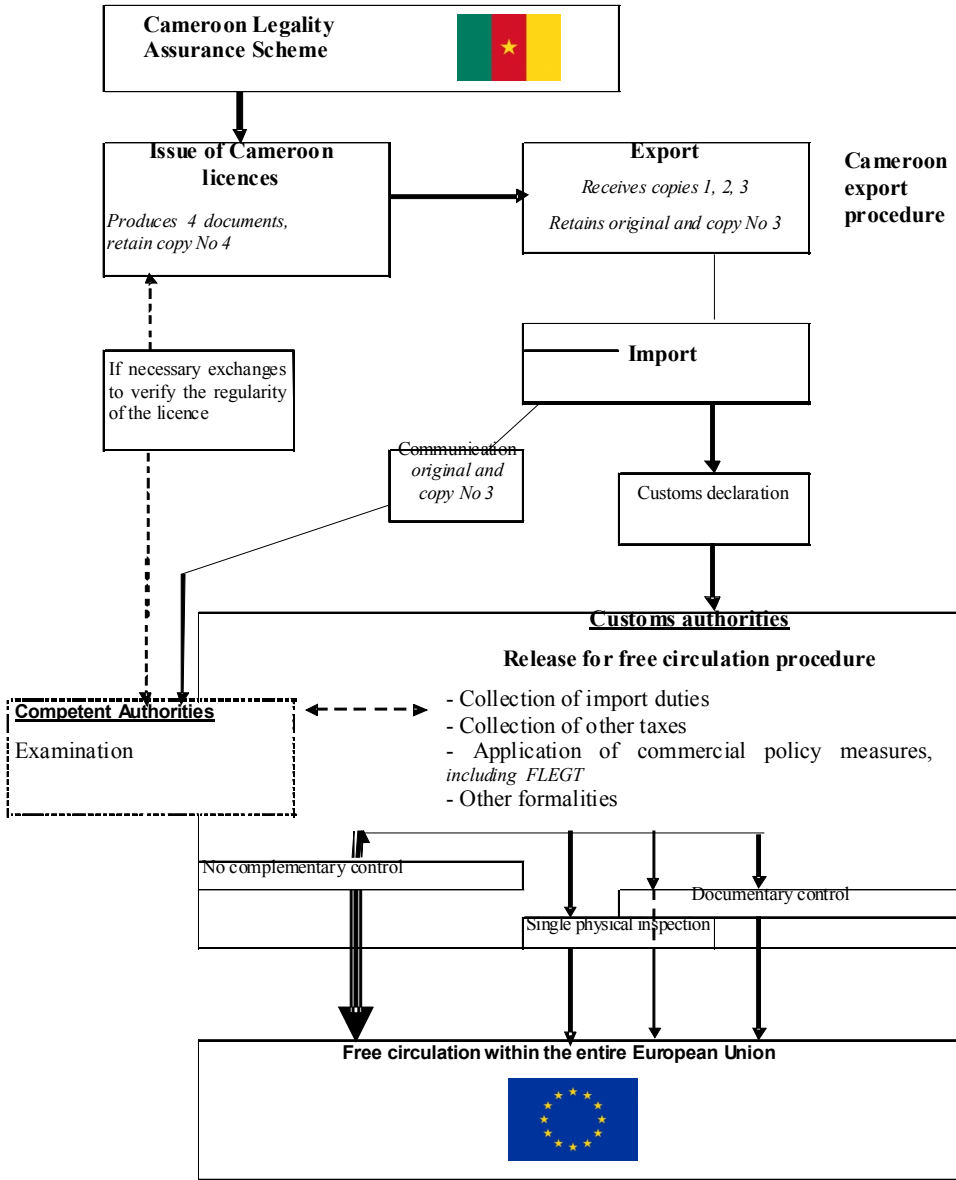 Cameroon Legality
Assurance Scheme
Issue of Cameroon
licences
Produces 4 documents,
retain copy No 4
Export
Receives copies 1, 2, 3
Retains original and copy No 3
Cameroon
export
procedure
If necessary exchanges
to verify the regularity
of the licence
Import
Communication
original and
copy No 3
Customs declaration
Customs authorities
Release for free circulation procedure
- Collection of import duties
- Collection of other taxes
- Application of commercial policy measures,
including FLEGT
- Other formalities
Competent Authorities
Examination
No complementary control
Documentary control
Single physical inspection
Free circulation within the entire European Union